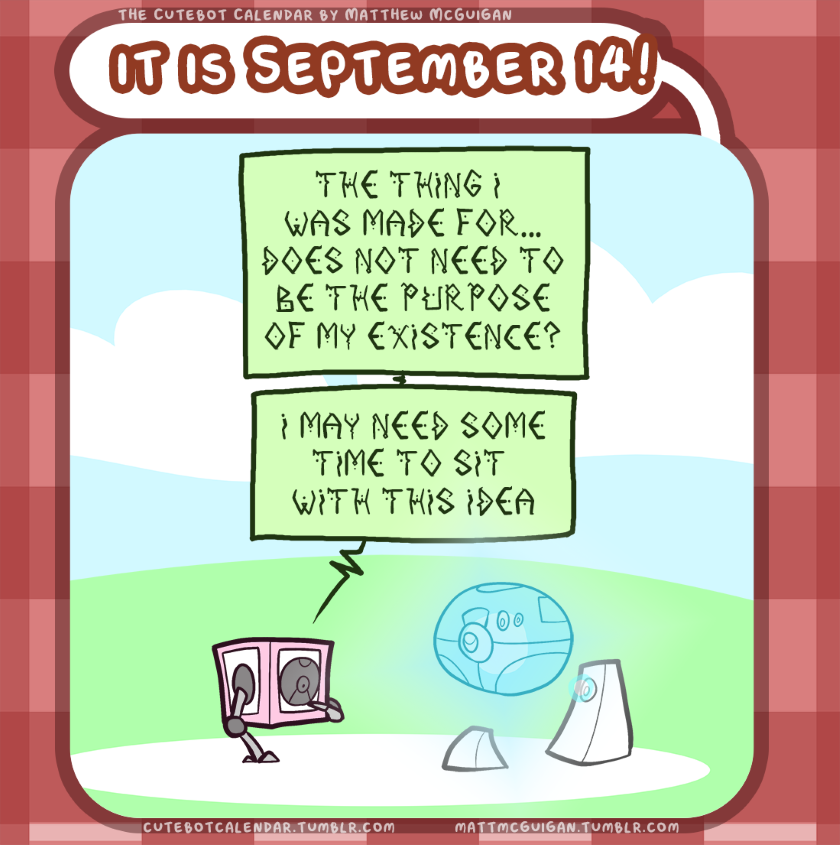 THE CUTEBOT CALENDAR BY MATTHEW MCGUIGAN
IT IS SEPTEMBER 14!
THE THING I
WAS MADE FOR...
DOES NOT NEED TO
BE THE PURPOSE
OF MY EXISTENCE?
I MAY NEED SOME
TIME TO SIT
WITH THIS IDEA
CUTEBOTCALENDAR.TUMBLR.COM
MATTMCGUIGAN.TUMBLR.COM